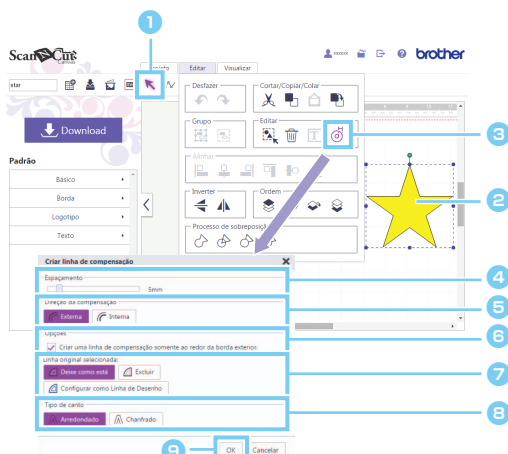 1
ScanNCut
Canvas
xxxxxx
brother
Projeto Editar Visualizar
star
Desfazer
Cortar/Copiar/Colar
Grupo
Editar
3
Download
Alinhar
Padrão
Básico
Borda
Logotipo
Texto
Inverter
Ordem
2
Processo de sobreposição
Criar linha de compensação
Espaçamento
5mm
4
Direção da compensação
Externa Interna
5
Opções
Criar uma linha de compensação somente ao redor da borda exterior.
6
Linha original selecionada:
Deixe como está Excluir
7
Configurar como Linha de Desenho
Tipo de canto
Arredondado Chanfrado
8
9
OK Cancelar